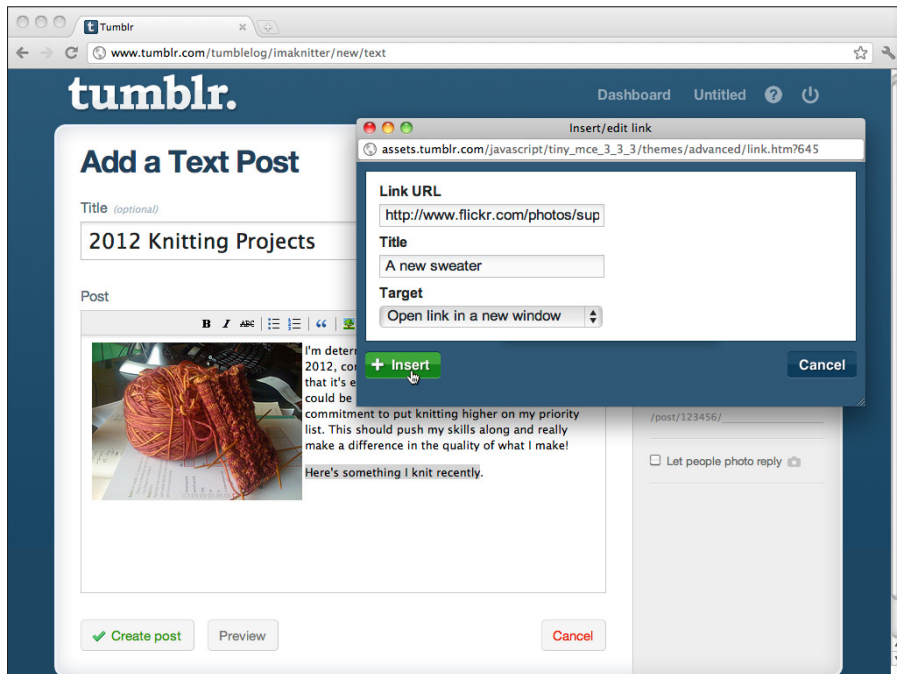 Tumblr
www.tumblr.com/tumblelog/imaknitter/new/text
tumblr.
Dashboard Untitled ?
Insert/edit link
assets.tumblr.com/javascript/tiny_mce_3_3_3/themes/advanced/link.htm?645
Add a Text Post
Link URL
http://www.flickr.com/photos/sup
Title (optional)
2012 Knitting Projects
Title
A new sweater
Target
Open link in a new window
Post
B I ABC
+ Insert
Cancel
I'm deter
2012, co
that it's e
could be
commitment to put knitting higher on my priority
list. This should push my skills along and really
make a difference in the quality of what I make!
Here's something I knit recently.
/post/123456/
Let people photo reply
Create post Preview Cancel